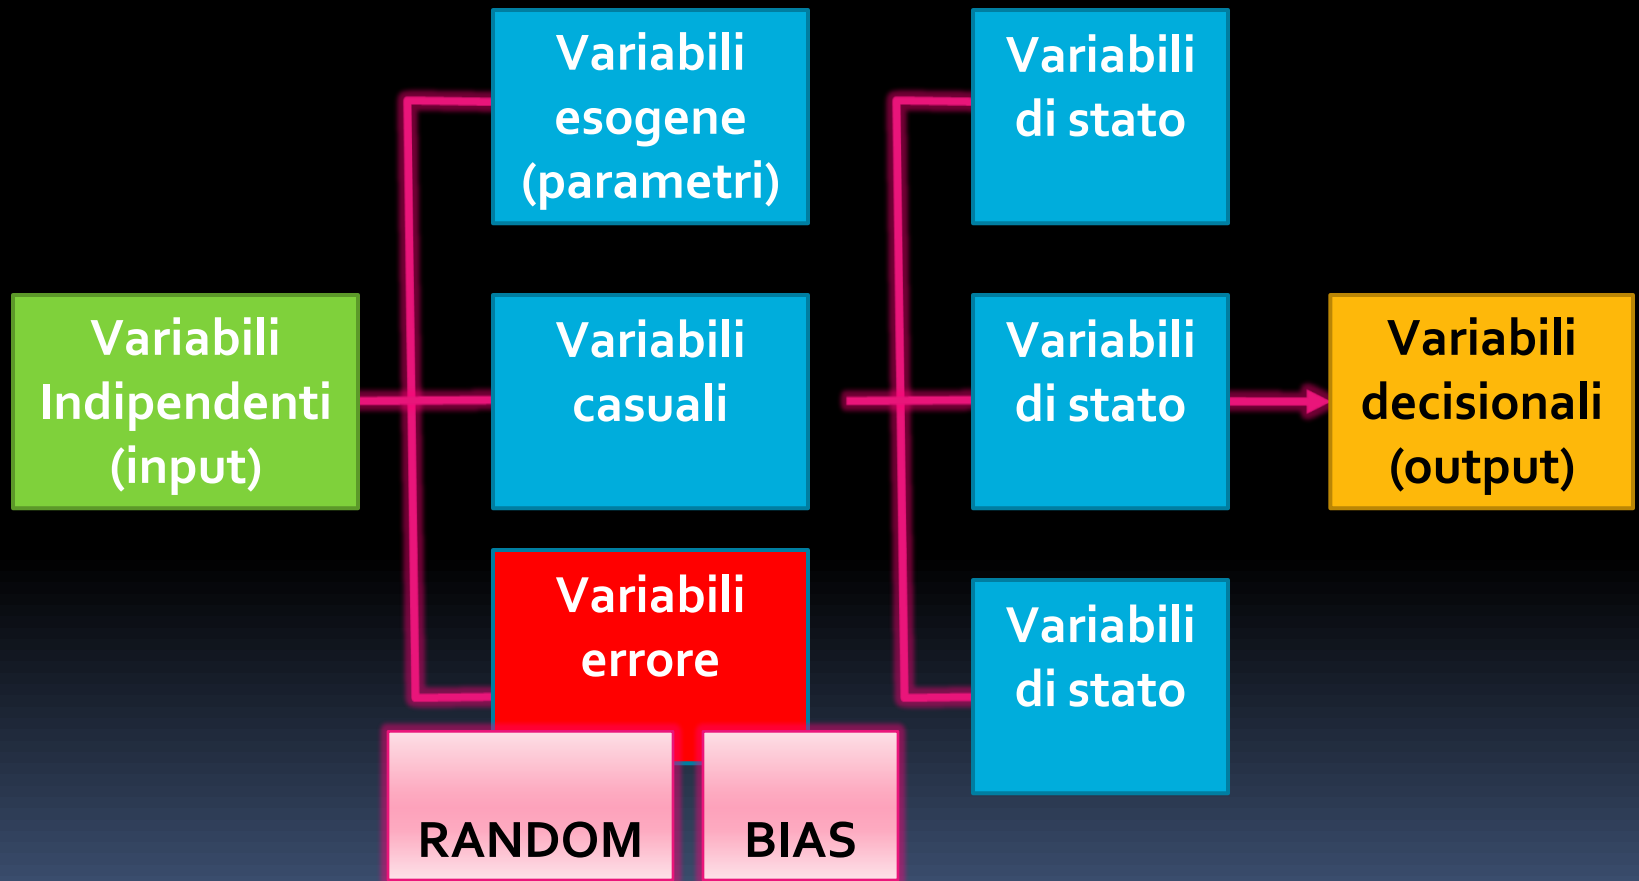 Variabili
Indipendenti
(input)
Variabili
esogene
(parametri)
Variabili
casuali
Variabili
errore
RANDOM
BIAS
Variabili
di stato
Variabili
di stato
Variabili
di stato
Variabili
decisionali
(output)